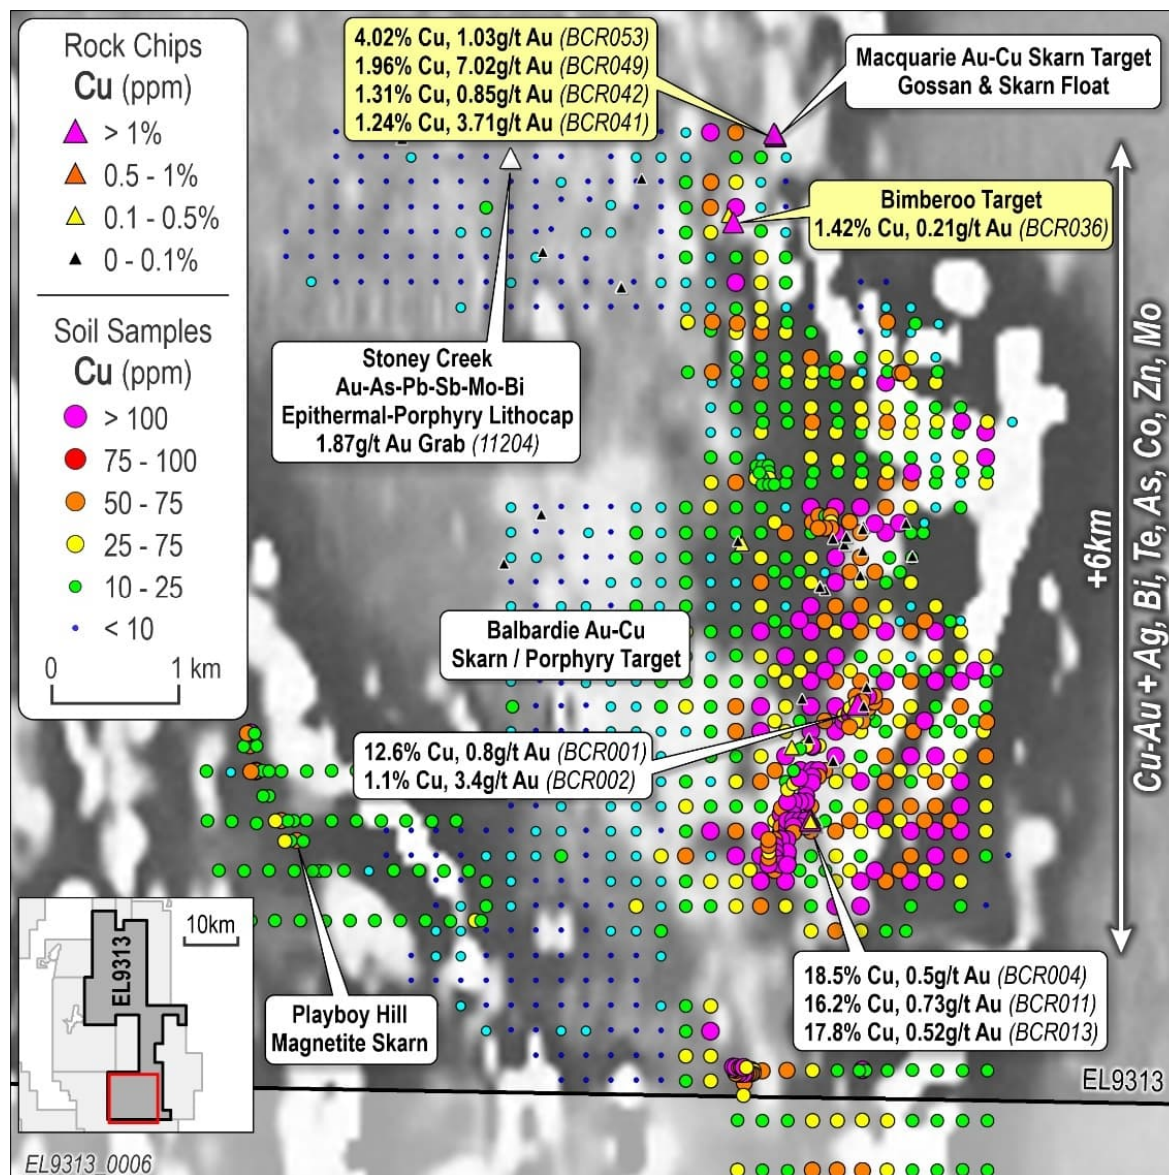 Rock Chips
Cu (ppm)
> 1%
0.5 - 1%
0.1 - 0.5%
0 - 0.1%
Soil Samples
Cu (ppm)
> 100
75 - 100
50 - 75
25 - 75
10 - 25
< 10
0 1 km
4.02% Cu, 1.03g/t Au (BCR053)
1.96% Cu, 7.02g/t Au (BCR049)
1.31% Cu, 0.85g/t Au (BCR042)
1.24% Cu, 3.71g/t Au (BCR041)
Macquarie Au-Cu Skarn Target
Gossan & Skarn Float
Bimberoo Target
1.42% Cu, 0.21g/t Au (BCR036)
Stoney Creek
Au-As-Pb-Sb-Mo-Bi
Epithermal-Porphyry Lithocap
1.87g/t Au Grab (11204)
+6km
Cu-Au + Ag, Bi, Te, As, Co, Zn, Mo
Balbardie Au-Cu
Skarn / Porphyry Target
12.6% Cu, 0.8g/t Au (BCR001)
1.1% Cu, 3.4g/t Au (BCR002)
18.5% Cu, 0.5g/t Au (BCR004)
16.2% Cu, 0.73g/t Au (BCR011)
17.8% Cu, 0.52g/t Au (BCR013)
Playboy Hill
Magnetite Skarn
EL9313
10km
EL9313
EL9313_0006